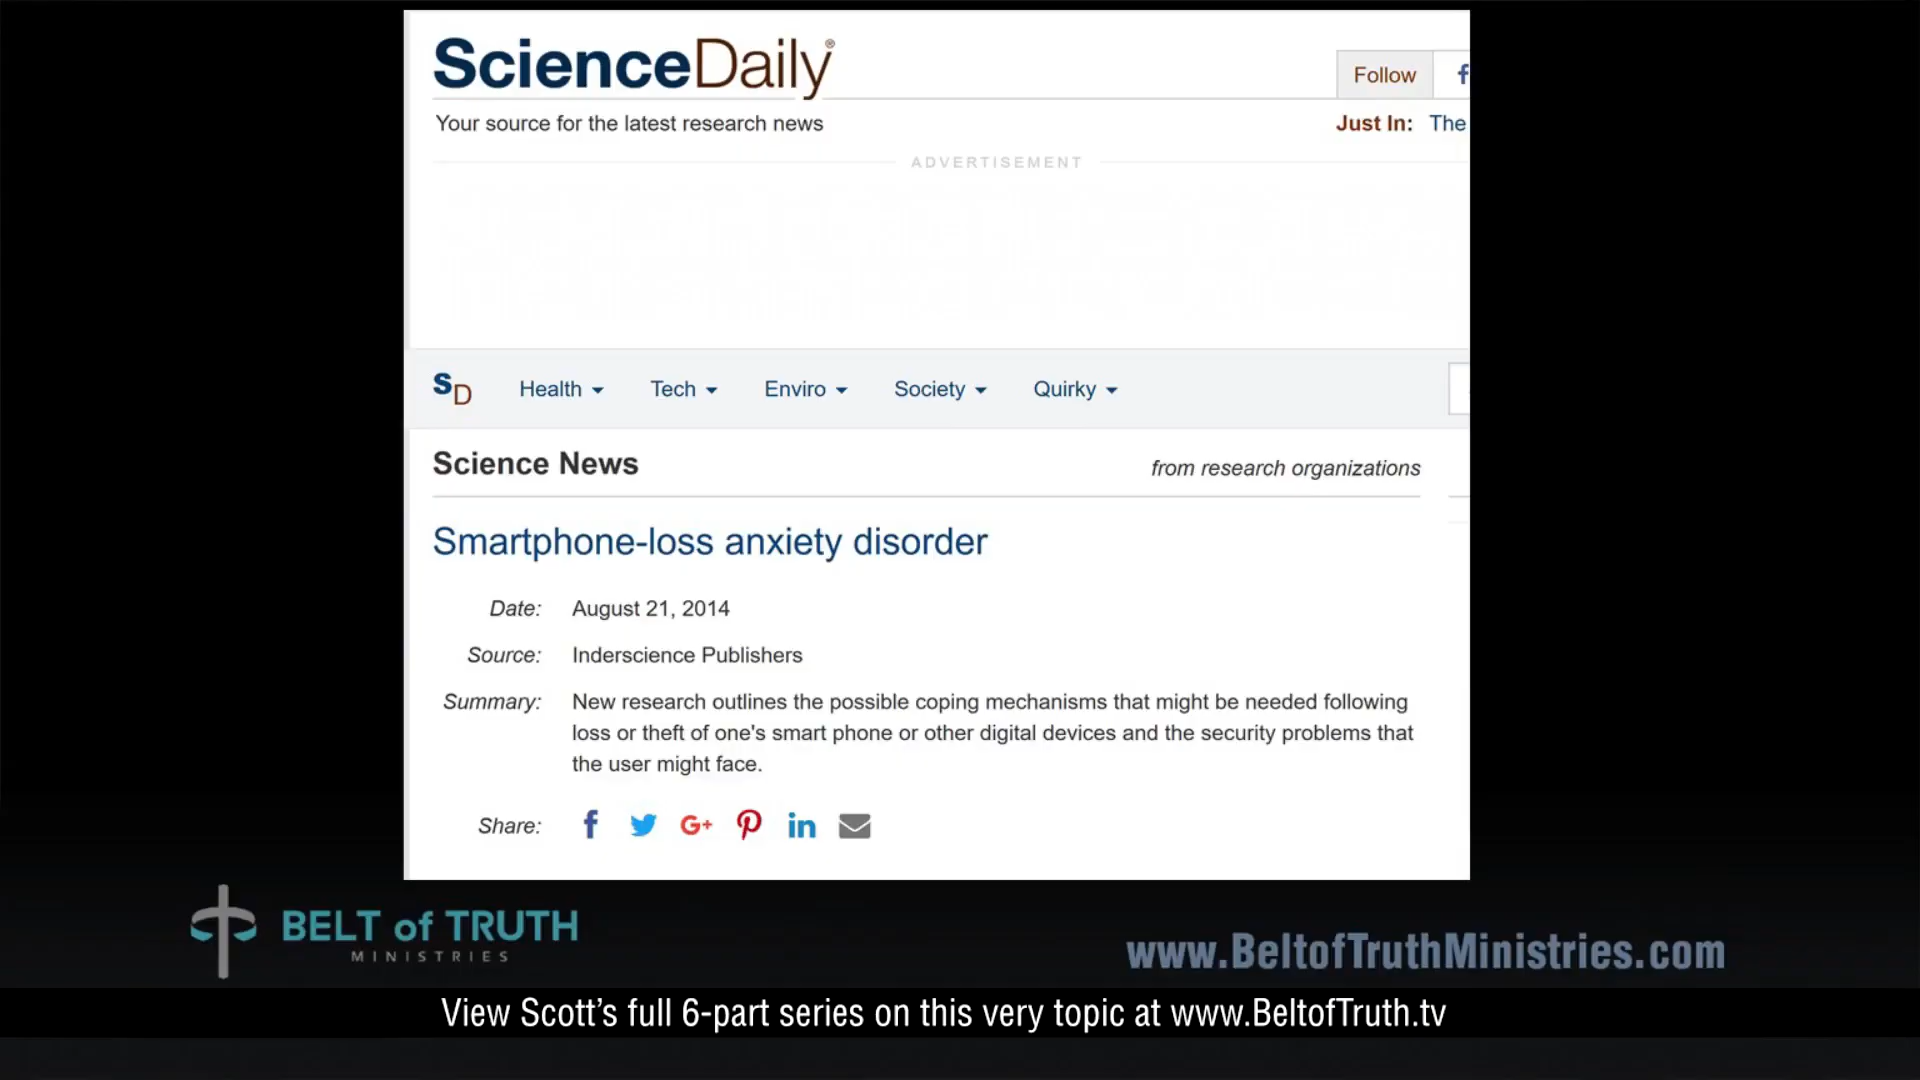 ScienceDaily®
Follow
Your source for the latest research news
Just In: The
ADVERTISEMENT
SD Health Tech Enviro Society Quirky
Science News
from research organizations
Smartphone-loss anxiety disorder
Date: August 21, 2014
Source: Inderscience Publishers
Summary: New research outlines the possible coping mechanisms that might be needed following
loss or theft of one's smart phone or other digital devices and the security problems that
the user might face.
Share: f G+ in
BELT of TRUTH
MINISTRIES
www.BeltofTruthMinistries.com
View Scott’s full 6-part series on this very topic at www.BeltofTruth.tv